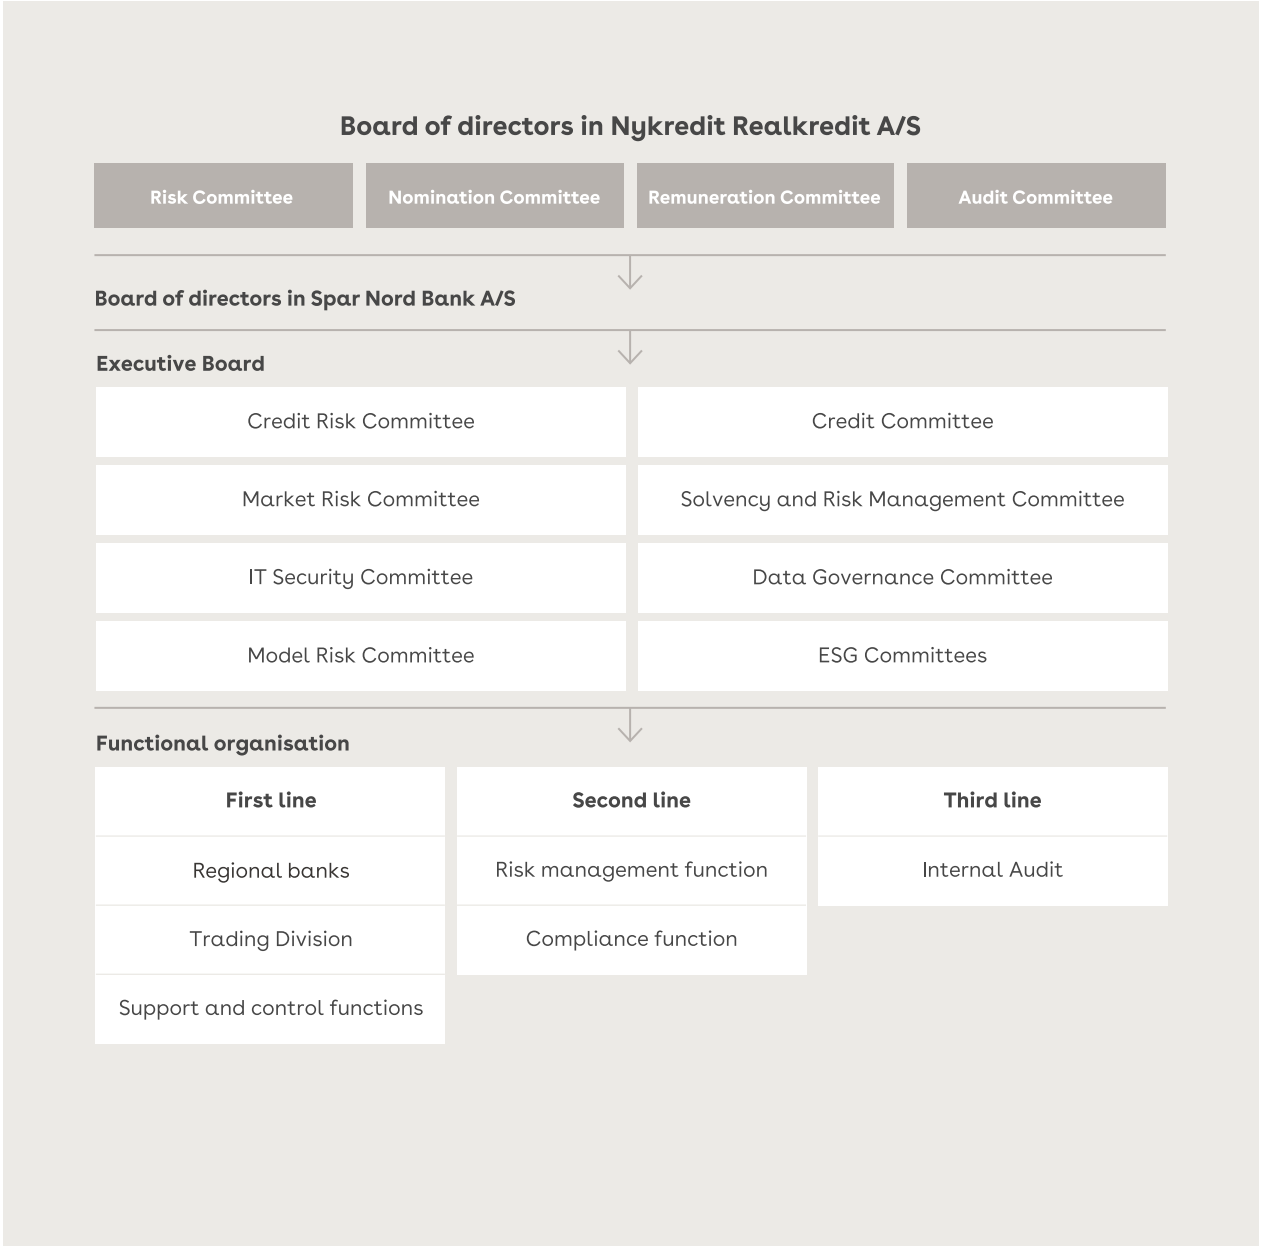 Board of directors in Nykredit Realkredit A/S
Risk Committee
Nomination Committee
Remuneration Committee
Audit Committee
Board of directors in Spar Nord Bank A/S
Executive Board
Credit Risk Committee
Credit Committee
Market Risk Committee
Solvency and Risk Management Committee
IT Security Committee
Data Governance Committee
Model Risk Committee
ESG Committees
Functional organisation
First line
Second line
Third line
Regional banks
Risk management function
Internal Audit
Trading Division
Compliance function
Support and control functions